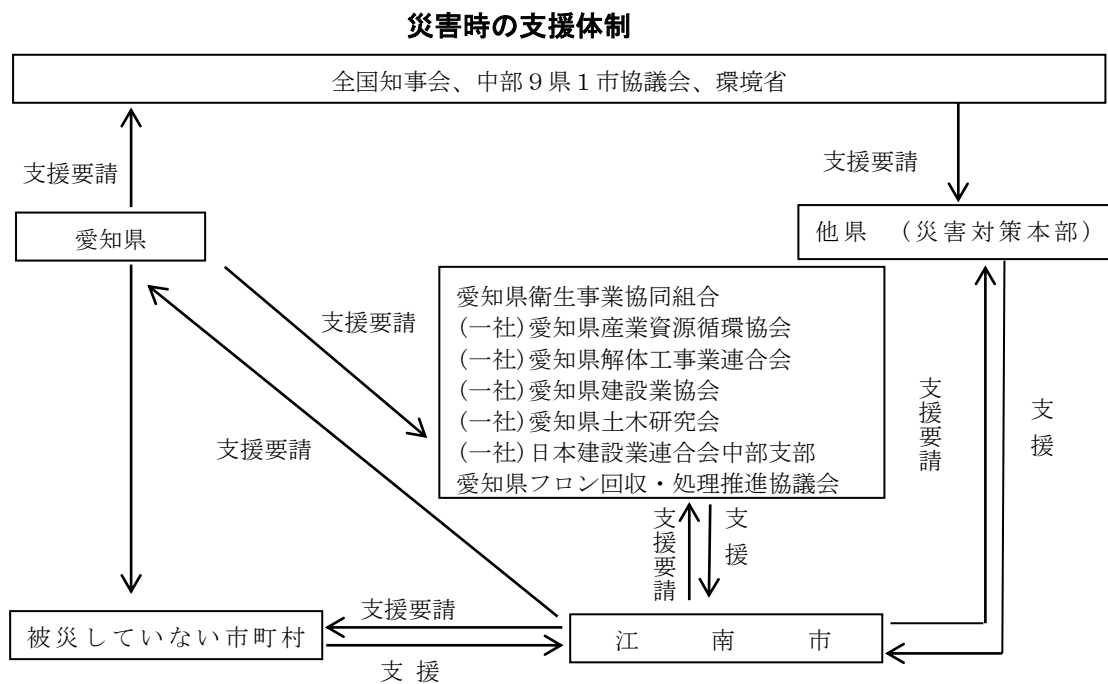 災害時の支援体制
全国知事会、中部９県１市協議会、環境省
支援要請
支援要請
愛知県
他県　（災害対策本部）
支援要請
愛知県衛生事業協同組合
(一社)愛知県産業資源循環協会
(一社)愛知県解体工事業連合会
(一社)愛知県建設業協会
(一社)愛知県土木研究会
(一社)日本建設業連合会中部支部
愛知県フロン回収・処理推進協議会
支援要請
支援要請
支援
支援要請
支援
支援要請
被災していない市町村
江南市
支援